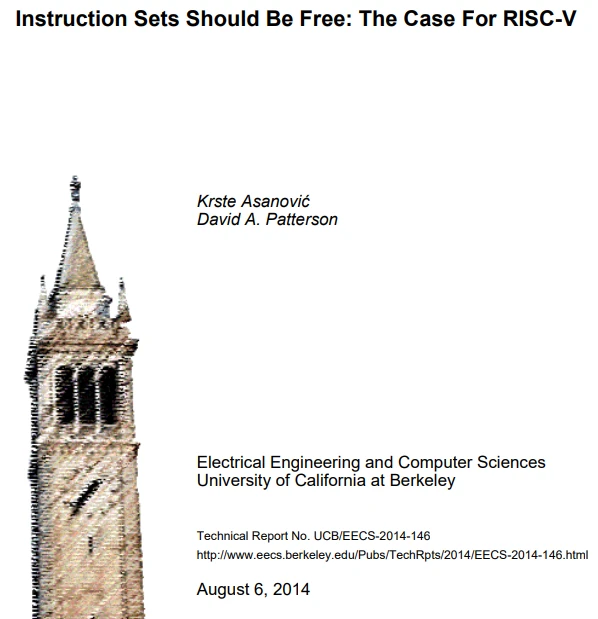 Instruction Sets Should Be Free: The Case For RISC-V
Krste Asanović
David A. Patterson
Electrical Engineering and Computer Sciences
University of California at Berkeley
Technical Report No. UCB/EECS-2014-146
http://www.eecs.berkeley.edu/Pubs/TechRpts/2014/EECS-2014-146.html
August 6, 2014